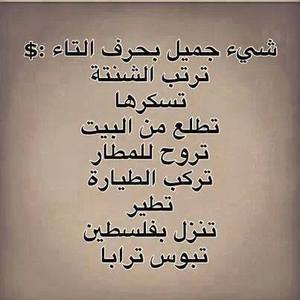 شيء جميل بحرف التاء :$
ترتب الشنتة
تسكرها
تطلع من البيت
تروح للمطار
تركب الطيارة
تطير
تنزل بفلسطين
تبوس ترابا